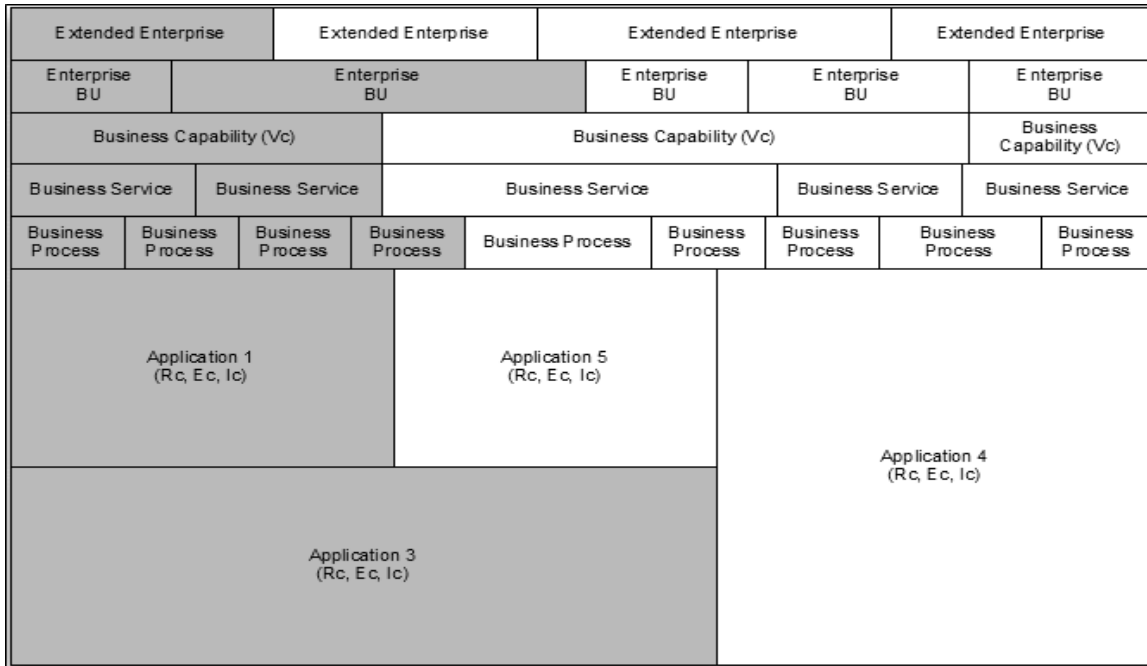 Extended Enterprise
Extended Enterprise
Extended Enterprise
Extended Enterprise
Enterprise
BU
Enterprise
BU
Enterprise
BU
Enterprise
BU
Enterprise
BU
Business Capability (Vc)
Business Capability (Vc)
Business
Capability (Vc)
Business Service
Business Service
Business Service
Business Service
Business Service
Business
Process
Business
Process
Business
Process
Business
Process
Business Process
Business
Process
Business
Process
Business
Process
Business
Process
Application 1
(Rc, Ec, Ic)
Application 5
(Rc, Ec, Ic)
Application 4
(Rc, Ec, Ic)
Application 3
(Rc, Ec, Ic)